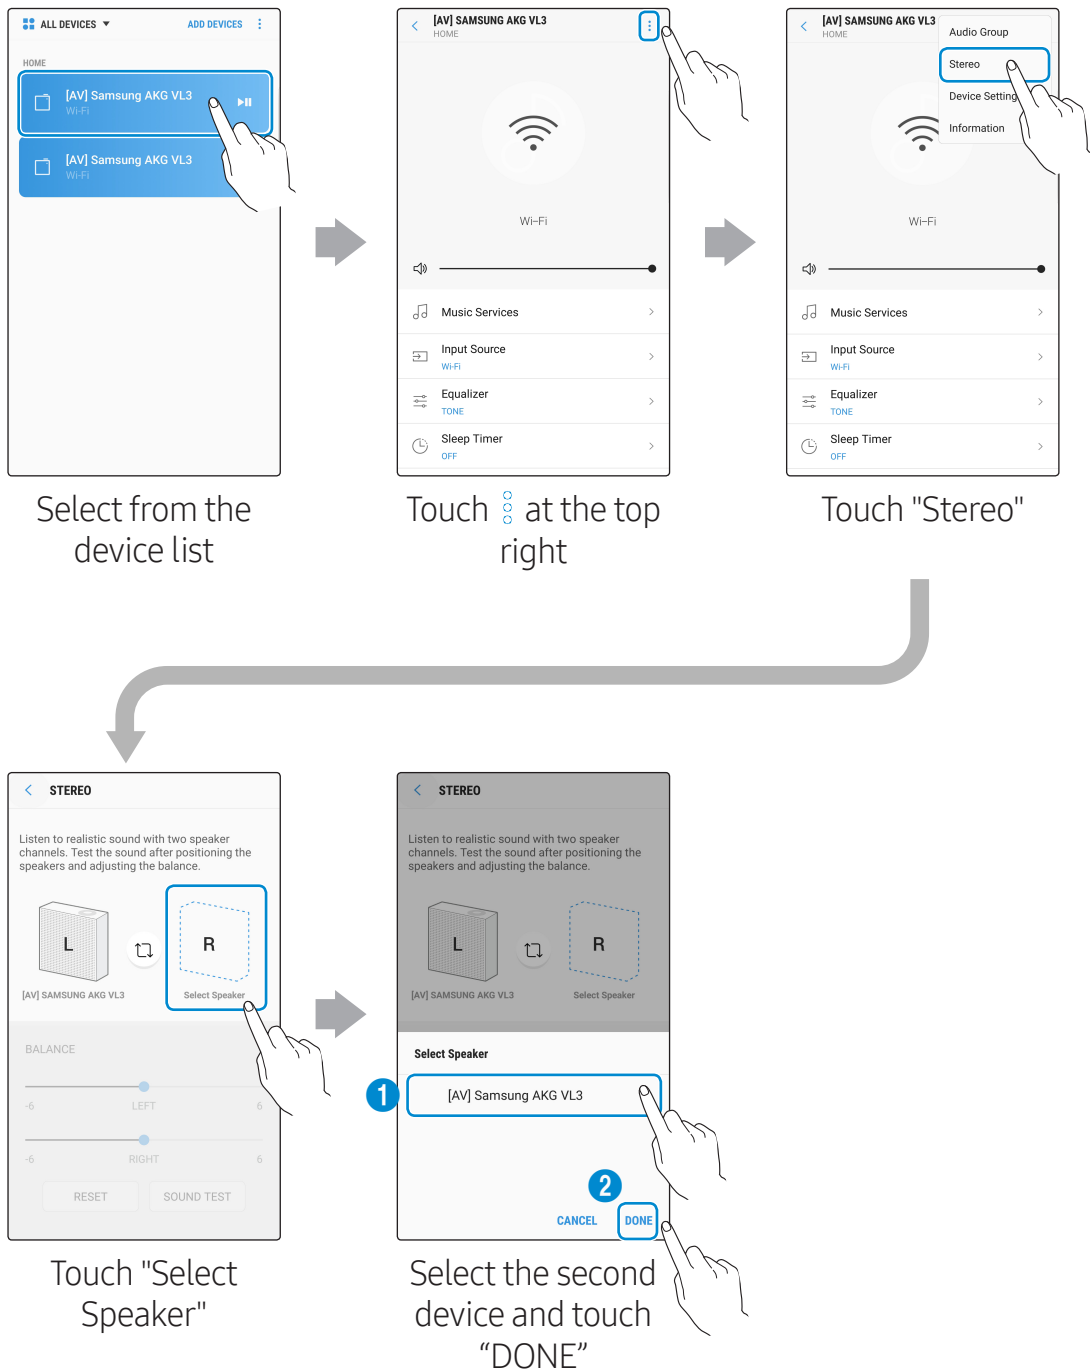 ALL DEVICES
ADD DEVICES
HOME
[AV] Samsung AKG VL3
Wi-Fi
[AV] Samsung AKG VL3
Wi-Fi
Select from the
device list
[AV] SAMSUNG AKG VL3
HOME
Wi-Fi
Music Services
Input Source
Wi-Fi
Equalizer
TONE
Sleep Timer
OFF
Touch at the top
right
[AV] SAMSUNG AKG VL3
HOME
Audio Group
Stereo
Device Setting
Information
Wi-Fi
Music Services
Input Source
Wi-Fi
Equalizer
TONE
Sleep Timer
OFF
Touch "Stereo"
STEREO
Listen to realistic sound with two speaker
channels. Test the sound after positioning the
speakers and adjusting the balance.
L
R
[AV] SAMSUNG AKG VL3
Select Speaker
BALANCE
-6 LEFT 6
-6 RIGHT 6
RESET SOUND TEST
Touch "Select
Speaker"
STEREO
Listen to realistic sound with two speaker
channels. Test the sound after positioning the
speakers and adjusting the balance.
L
R
[AV] SAMSUNG AKG VL3
Select Speaker
Select Speaker
1
[AV] Samsung AKG VL3
2
CANCEL DONE
Select the second
device and touch
“DONE”